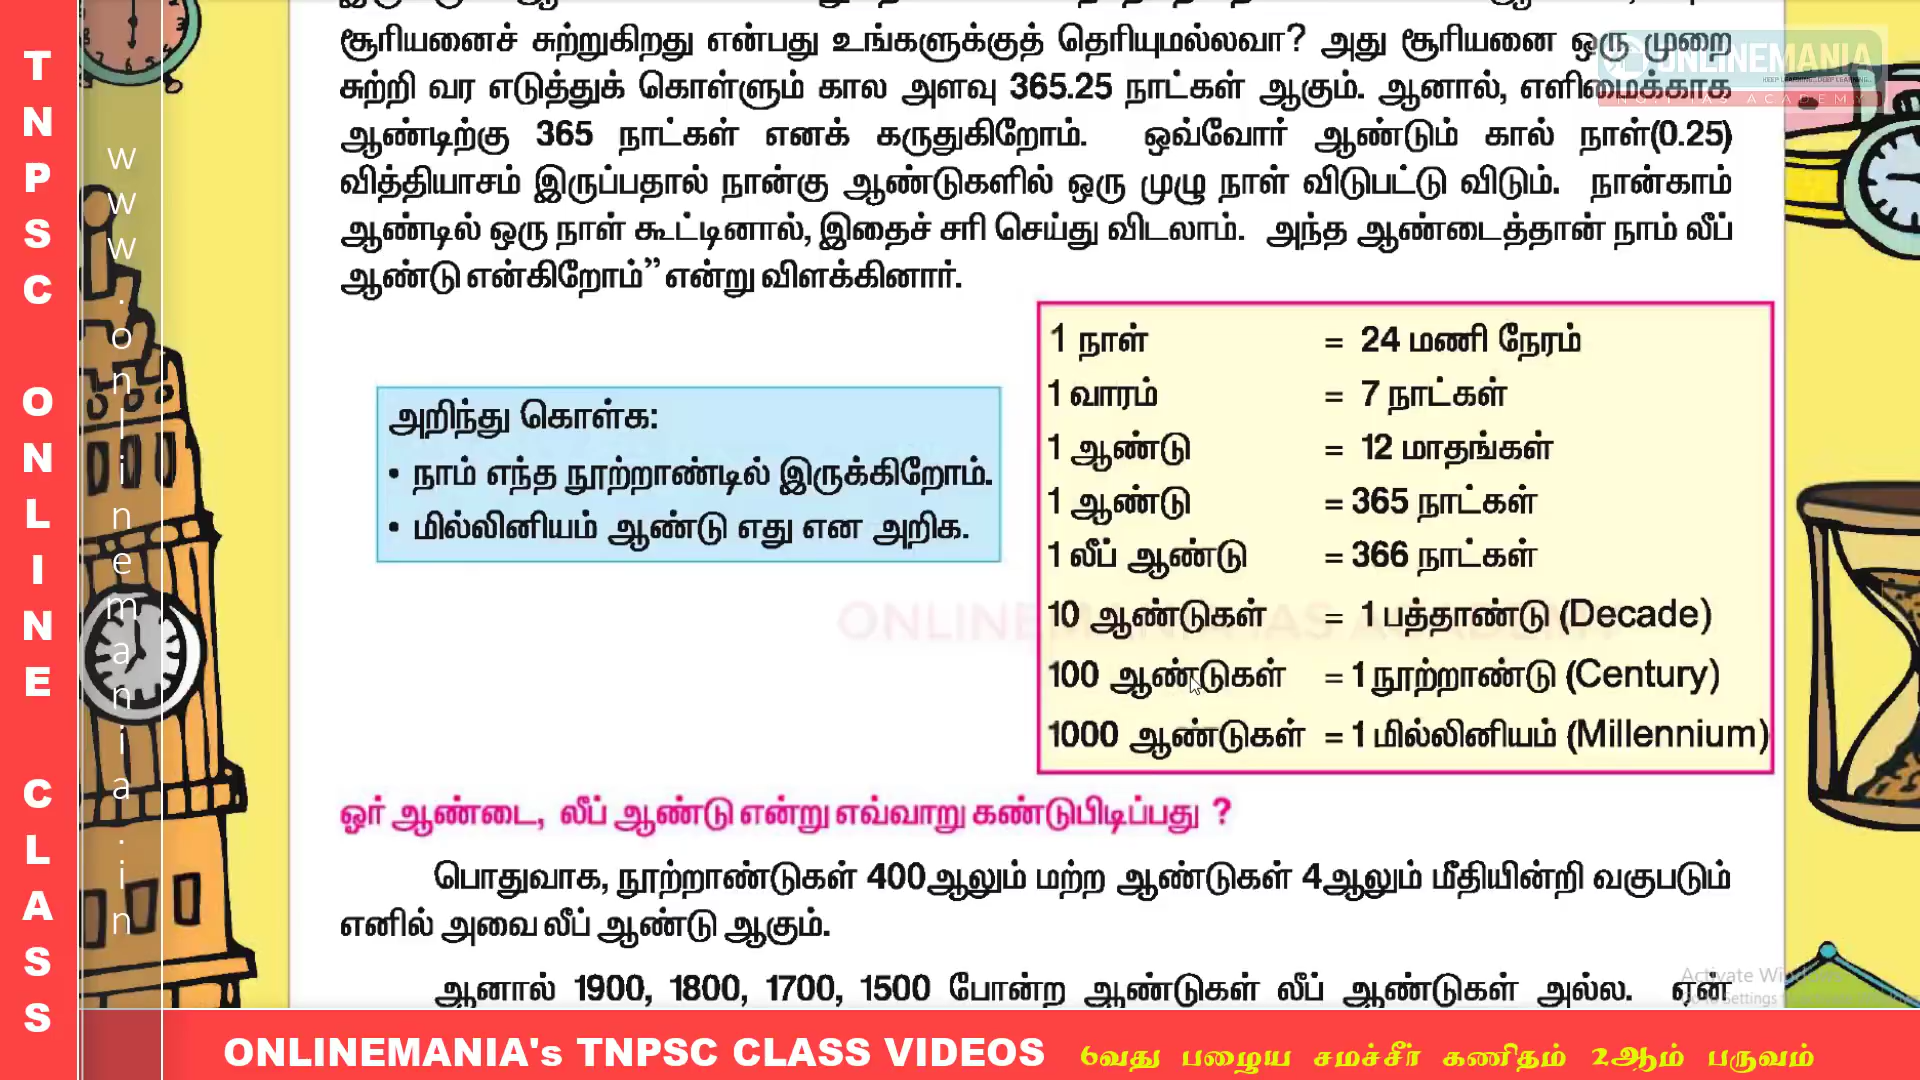 சூரியனைச் சுற்றுகிறது என்பது உங்களுக்குத் தெரியுமல்லவா? அது சூரியனை ஒரு முறை
சுற்றி வர எடுத்துக் கொள்ளும் கால அளவு 365.25 நாட்கள் ஆகும். ஆனால், எளிமைக்காக
ஆண்டிற்கு 365 நாட்கள் எனக் கருதுகிறோம். ஒவ்வோர் ஆண்டும் கால் நாள்(0.25)
வித்தியாசம் இருப்பதால் நான்கு ஆண்டுகளில் ஒரு முழு நாள் விடுபட்டு விடும். நான்காம்
ஆண்டில் ஒரு நாள் கூட்டினால், இதைச் சரி செய்து விடலாம். அந்த ஆண்டைத்தான் நாம் லீப்
ஆண்டு என்கிறோம்” என்று விளக்கினார்.
அறிந்து கொள்க:
• நாம் எந்த நூற்றாண்டில் இருக்கிறோம்.
• மில்லினியம் ஆண்டு எது என அறிக.
1 நாள் = 24 மணி நேரம்
1 வாரம் = 7 நாட்கள்
1 ஆண்டு = 12 மாதங்கள்
1 ஆண்டு = 365 நாட்கள்
1 லீப் ஆண்டு = 366 நாட்கள்
10 ஆண்டுகள் = 1 பத்தாண்டு (Decade)
100 ஆண்டுகள் = 1 நூற்றாண்டு (Century)
1000 ஆண்டுகள் = 1 மில்லினியம் (Millennium)
ஓர் ஆண்டை, லீப் ஆண்டு என்று எவ்வாறு கண்டுபிடிப்பது ?
பொதுவாக, நூற்றாண்டுகள் 400ஆலும் மற்ற ஆண்டுகள் 4ஆலும் மீதியின்றி வகுபடும்
எனில் அவை லீப் ஆண்டு ஆகும்.
ஆனால் 1900, 1800, 1700, 1500 போன்ற ஆண்டுகள் லீப் ஆண்டுகள் அல்ல. ஏன்
TNPSC ONLINE CLASS
www.onlinemania.in
ONLINEMANIA
ONLINEMANIA IAS ACADEMY
ONLINEMANIA's TNPSC CLASS VIDEOS 6வது பழைய சமச்சீர் கணிதம் 2ஆம் பருவம்